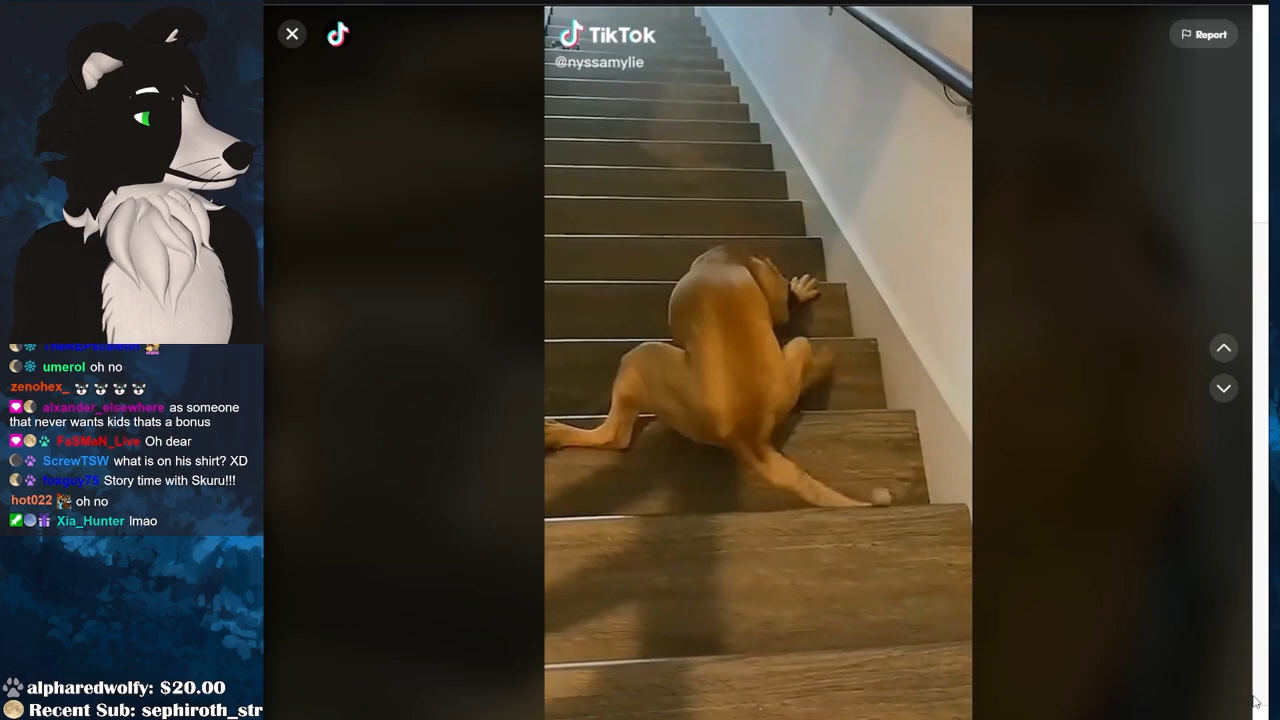 TikTok
@nyssamylie
Report
umerol oh no
zenohex_
alxander_elsewhere as someone
that never wants kids thats a bonus
FaSMaN_Live Oh dear
ScrewTSW what is on his shirt? XD
foxguy75 Story time with Skuru!!!
hot022 oh no
Xia_Hunter lmao
alpharedwolfy: $20.00
Recent Sub: sephiroth_str